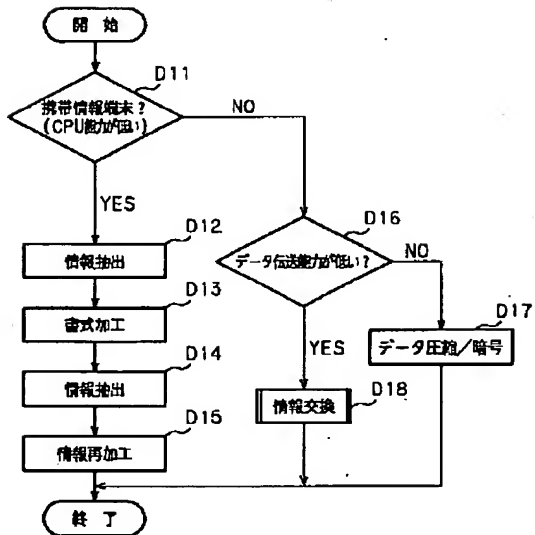 開 始
D11
携帯情報端末?
(CPU能力が低い)
NO
YES
D12
情報抽出
D13
書式加工
D14
情報抽出
D15
情報再加工
D16
データ伝送能力が低い?
NO
YES
D17
データ圧縮/暗号
D18
情報交換
終 了